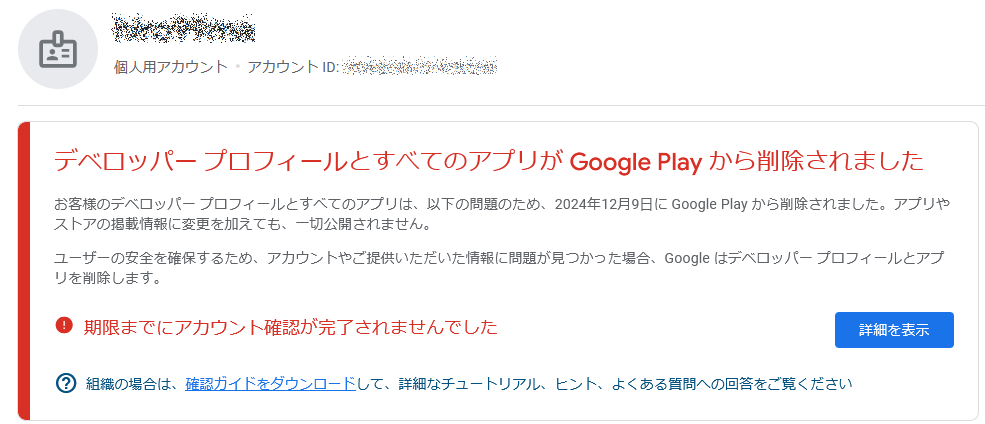 個人用アカウント • アカウント ID:
デベロッパー プロフィールとすべてのアプリが Google Play から削除されました
お客様のデベロッパー プロフィールとすべてのアプリは、以下の問題のため、2024年12月9日に Google Play から削除されました。アプリや
ストアの掲載情報に変更を加えても、一切公開されません。
ユーザーの安全を確保するため、アカウントやご提供いただいた情報に問題が見つかった場合、Google はデベロッパー プロフィールとアプ
リを削除します。
期限までにアカウント確認が完了されませんでした
詳細を表示
組織の場合は、確認ガイドをダウンロードして、詳細なチュートリアル、ヒント、よくある質問への回答をご覧ください